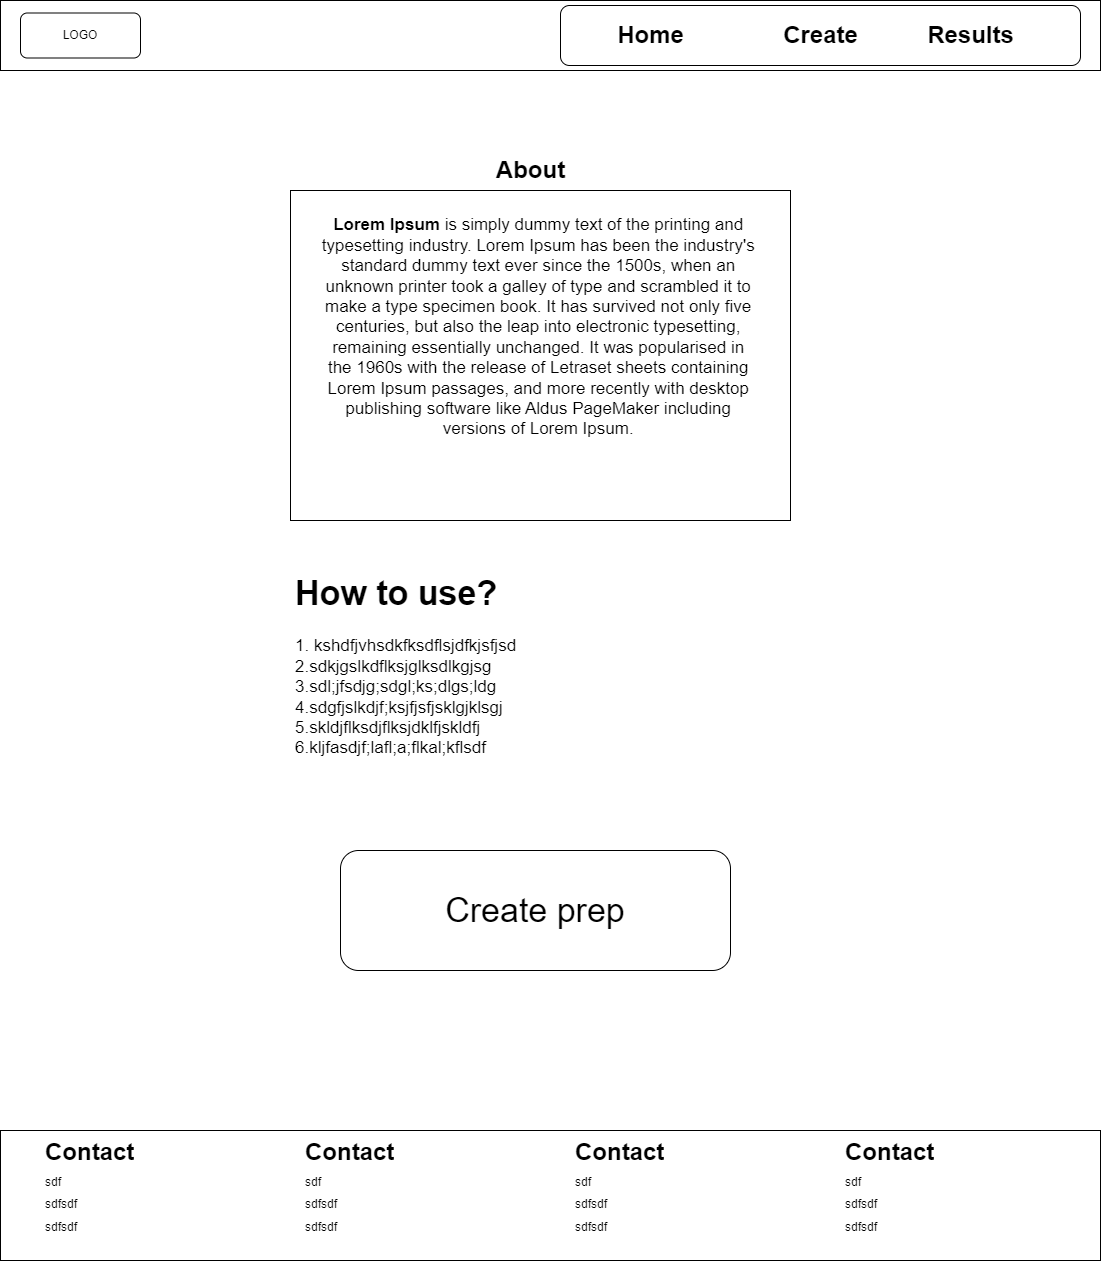 LOGO
Home Create Results
About
Lorem Ipsum is simply dummy text of the printing and
typesetting industry. Lorem Ipsum has been the industry's
standard dummy text ever since the 1500s, when an
unknown printer took a galley of type and scrambled it to
make a type specimen book. It has survived not only five
centuries, but also the leap into electronic typesetting,
remaining essentially unchanged. It was popularised in
the 1960s with the release of Letraset sheets containing
Lorem Ipsum passages, and more recently with desktop
publishing software like Aldus PageMaker including
versions of Lorem Ipsum.
How to use?
1. kshdfjvhsdkfksdflsjdfkjsfjsd
2.sdkjgslkdflksjglksdlkgjsg
3.sdl;jfsdjg;sdgl;ks;dlgs;ldg
4.sdgfjslkdjf;ksjfjsfjsklgjklsgj
5.skldjflksdjflksjdklfjskldfj
6.kljfasdjf;lafl;a;flkal;kflsdf
Create prep
Contact Contact Contact Contact
sdf sdf sdf sdf
sdfsdf sdfsdf sdfsdf sdfsdf
sdfsdf sdfsdf sdfsdf sdfsdf